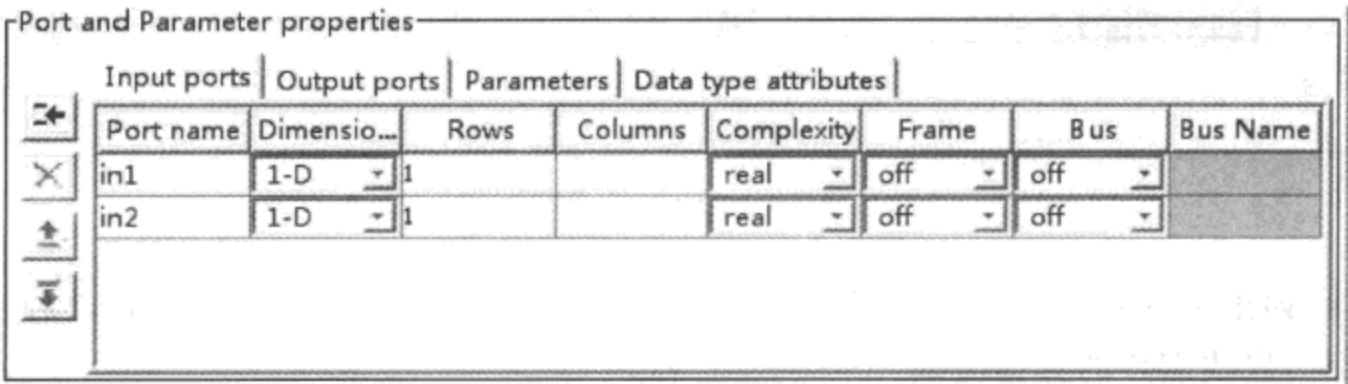 Port and Parameter properties
Input ports Output ports Parameters Data type attributes
Port name Dimensio... Rows Columns Complexity Frame Bus Bus Name
in1 1-D 1 real off off
in2 1-D 1 real off off